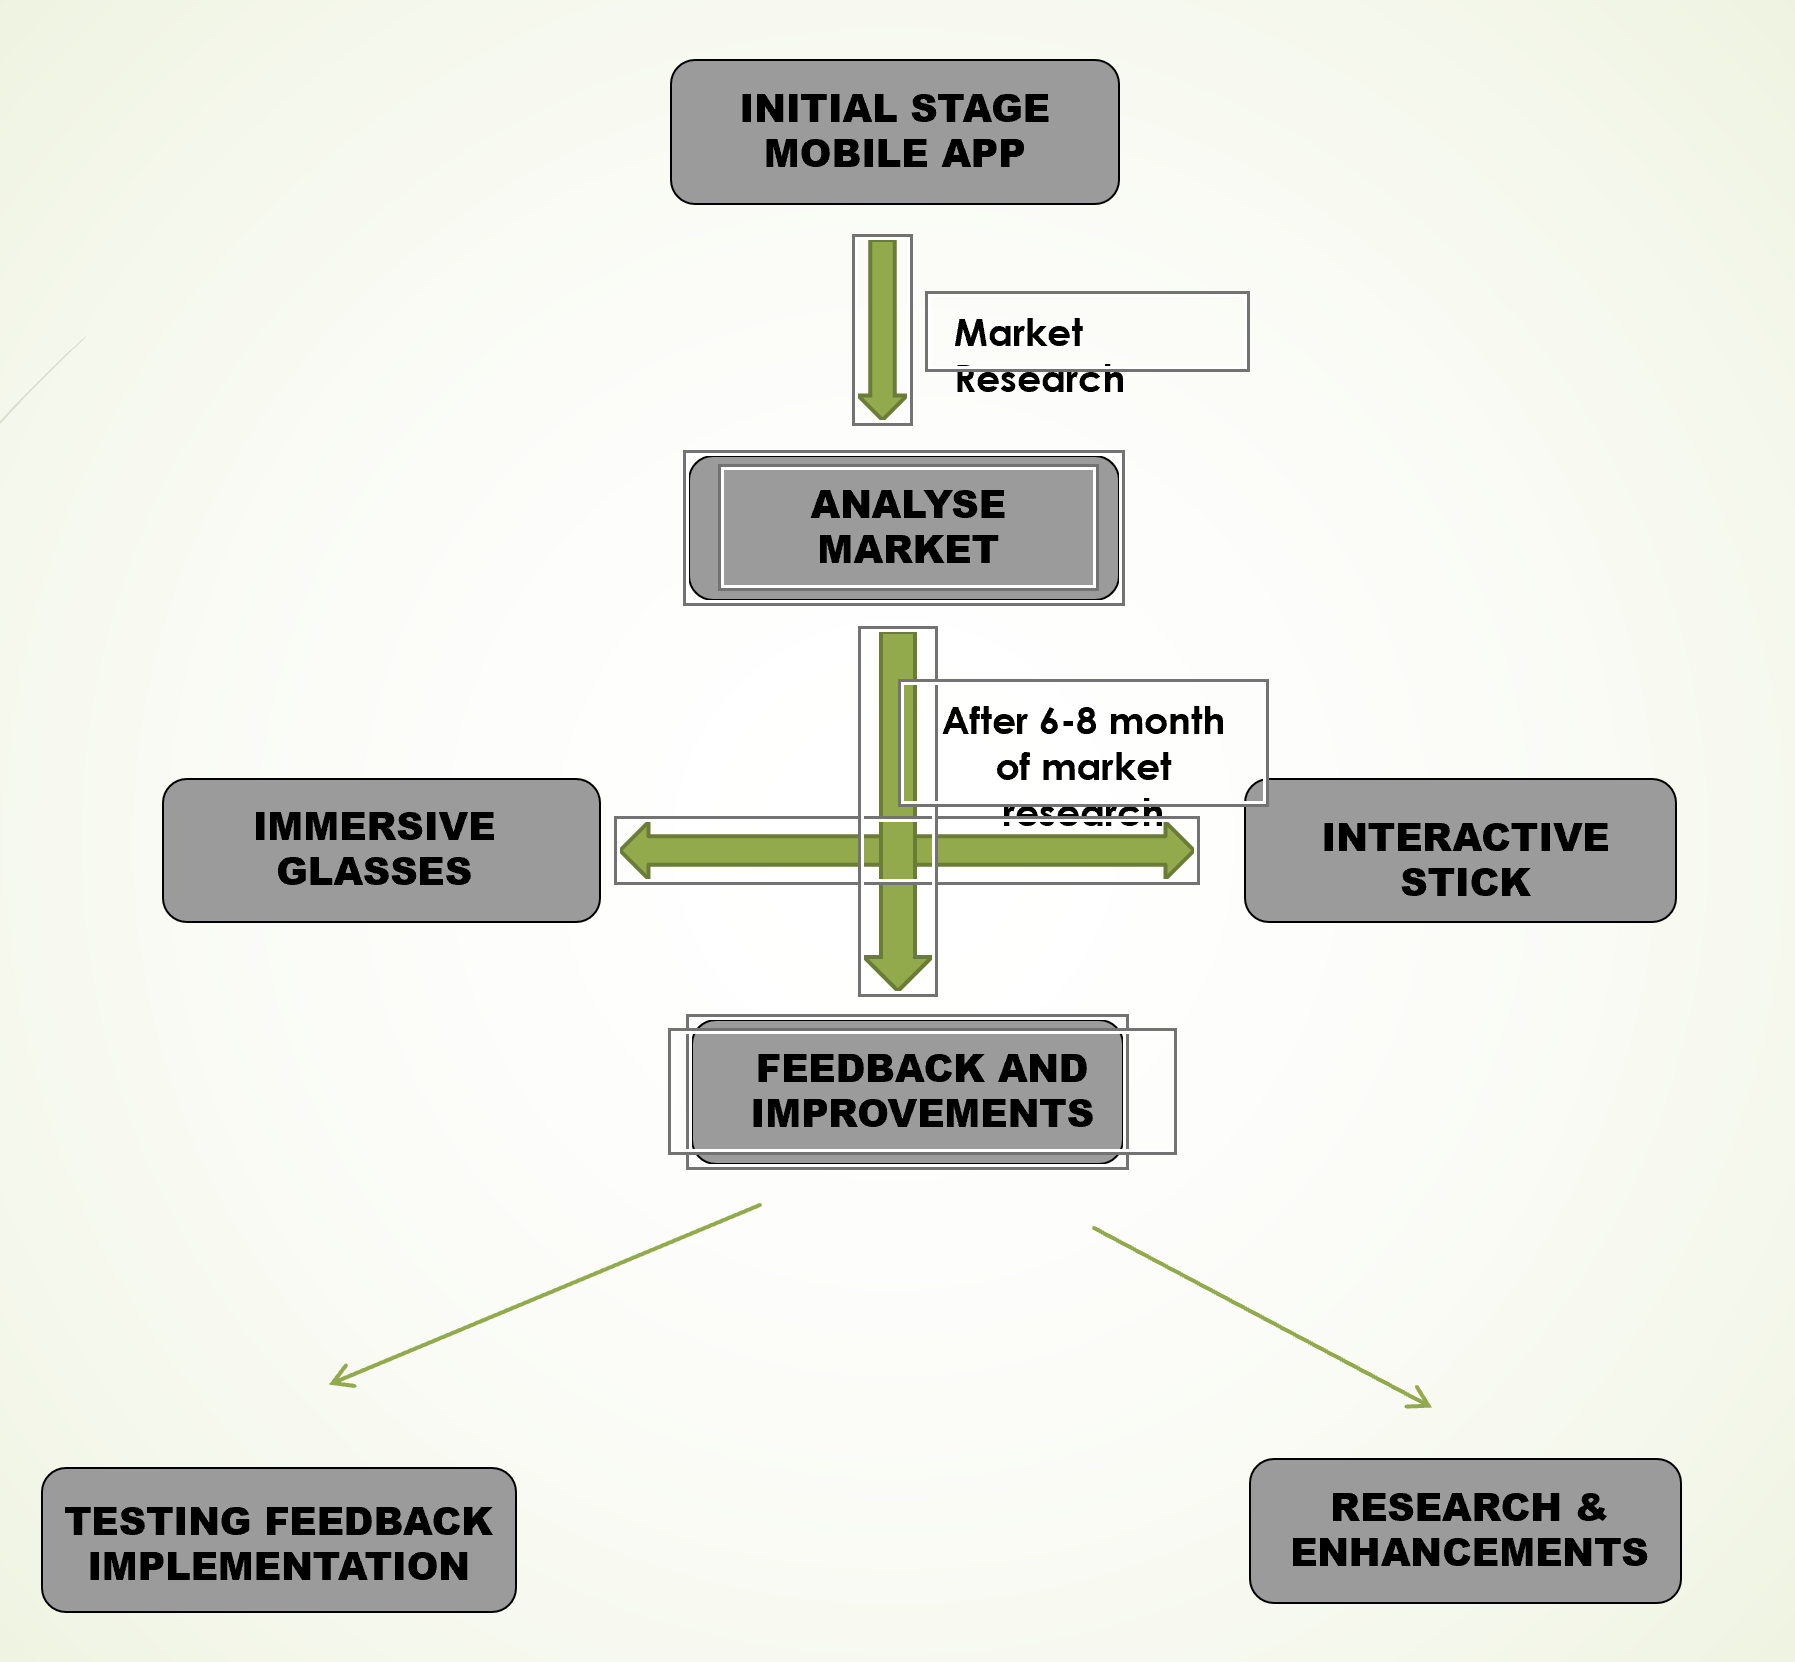 INITIAL STAGE
MOBILE APP
Market
Research
ANALYSE
MARKET
After 6-8 month
of market
research
IMMERSIVE
GLASSES
INTERACTIVE
STICK
FEEDBACK AND
IMPROVEMENTS
TESTING FEEDBACK
IMPLEMENTATION
RESEARCH &
ENHANCEMENTS